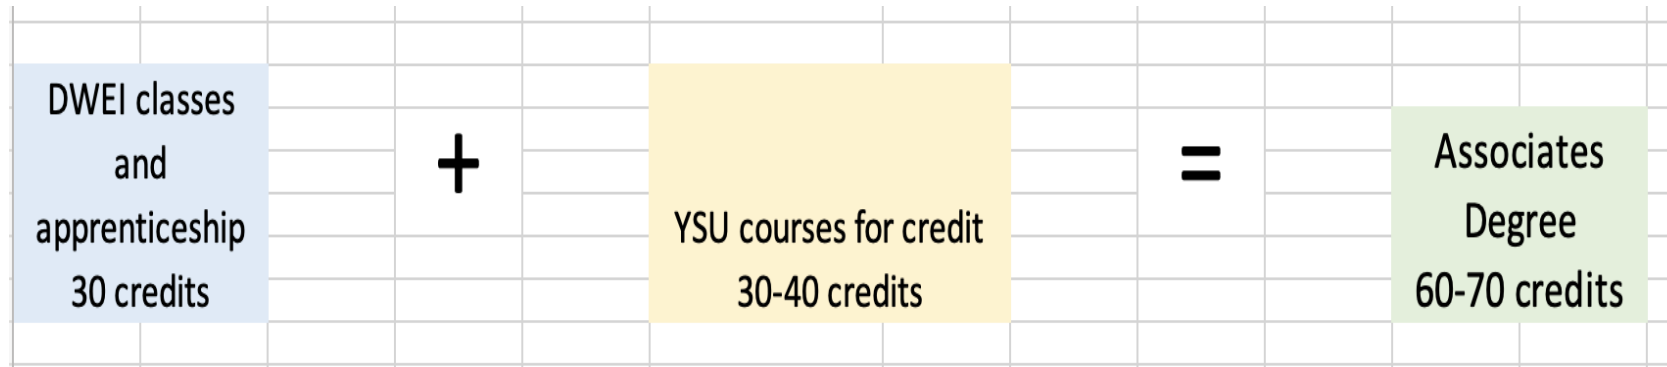 DWEI classes
and
apprenticeship
30 credits
+
YSU courses for credit
30-40 credits
=
Associates
Degree
60-70 credits